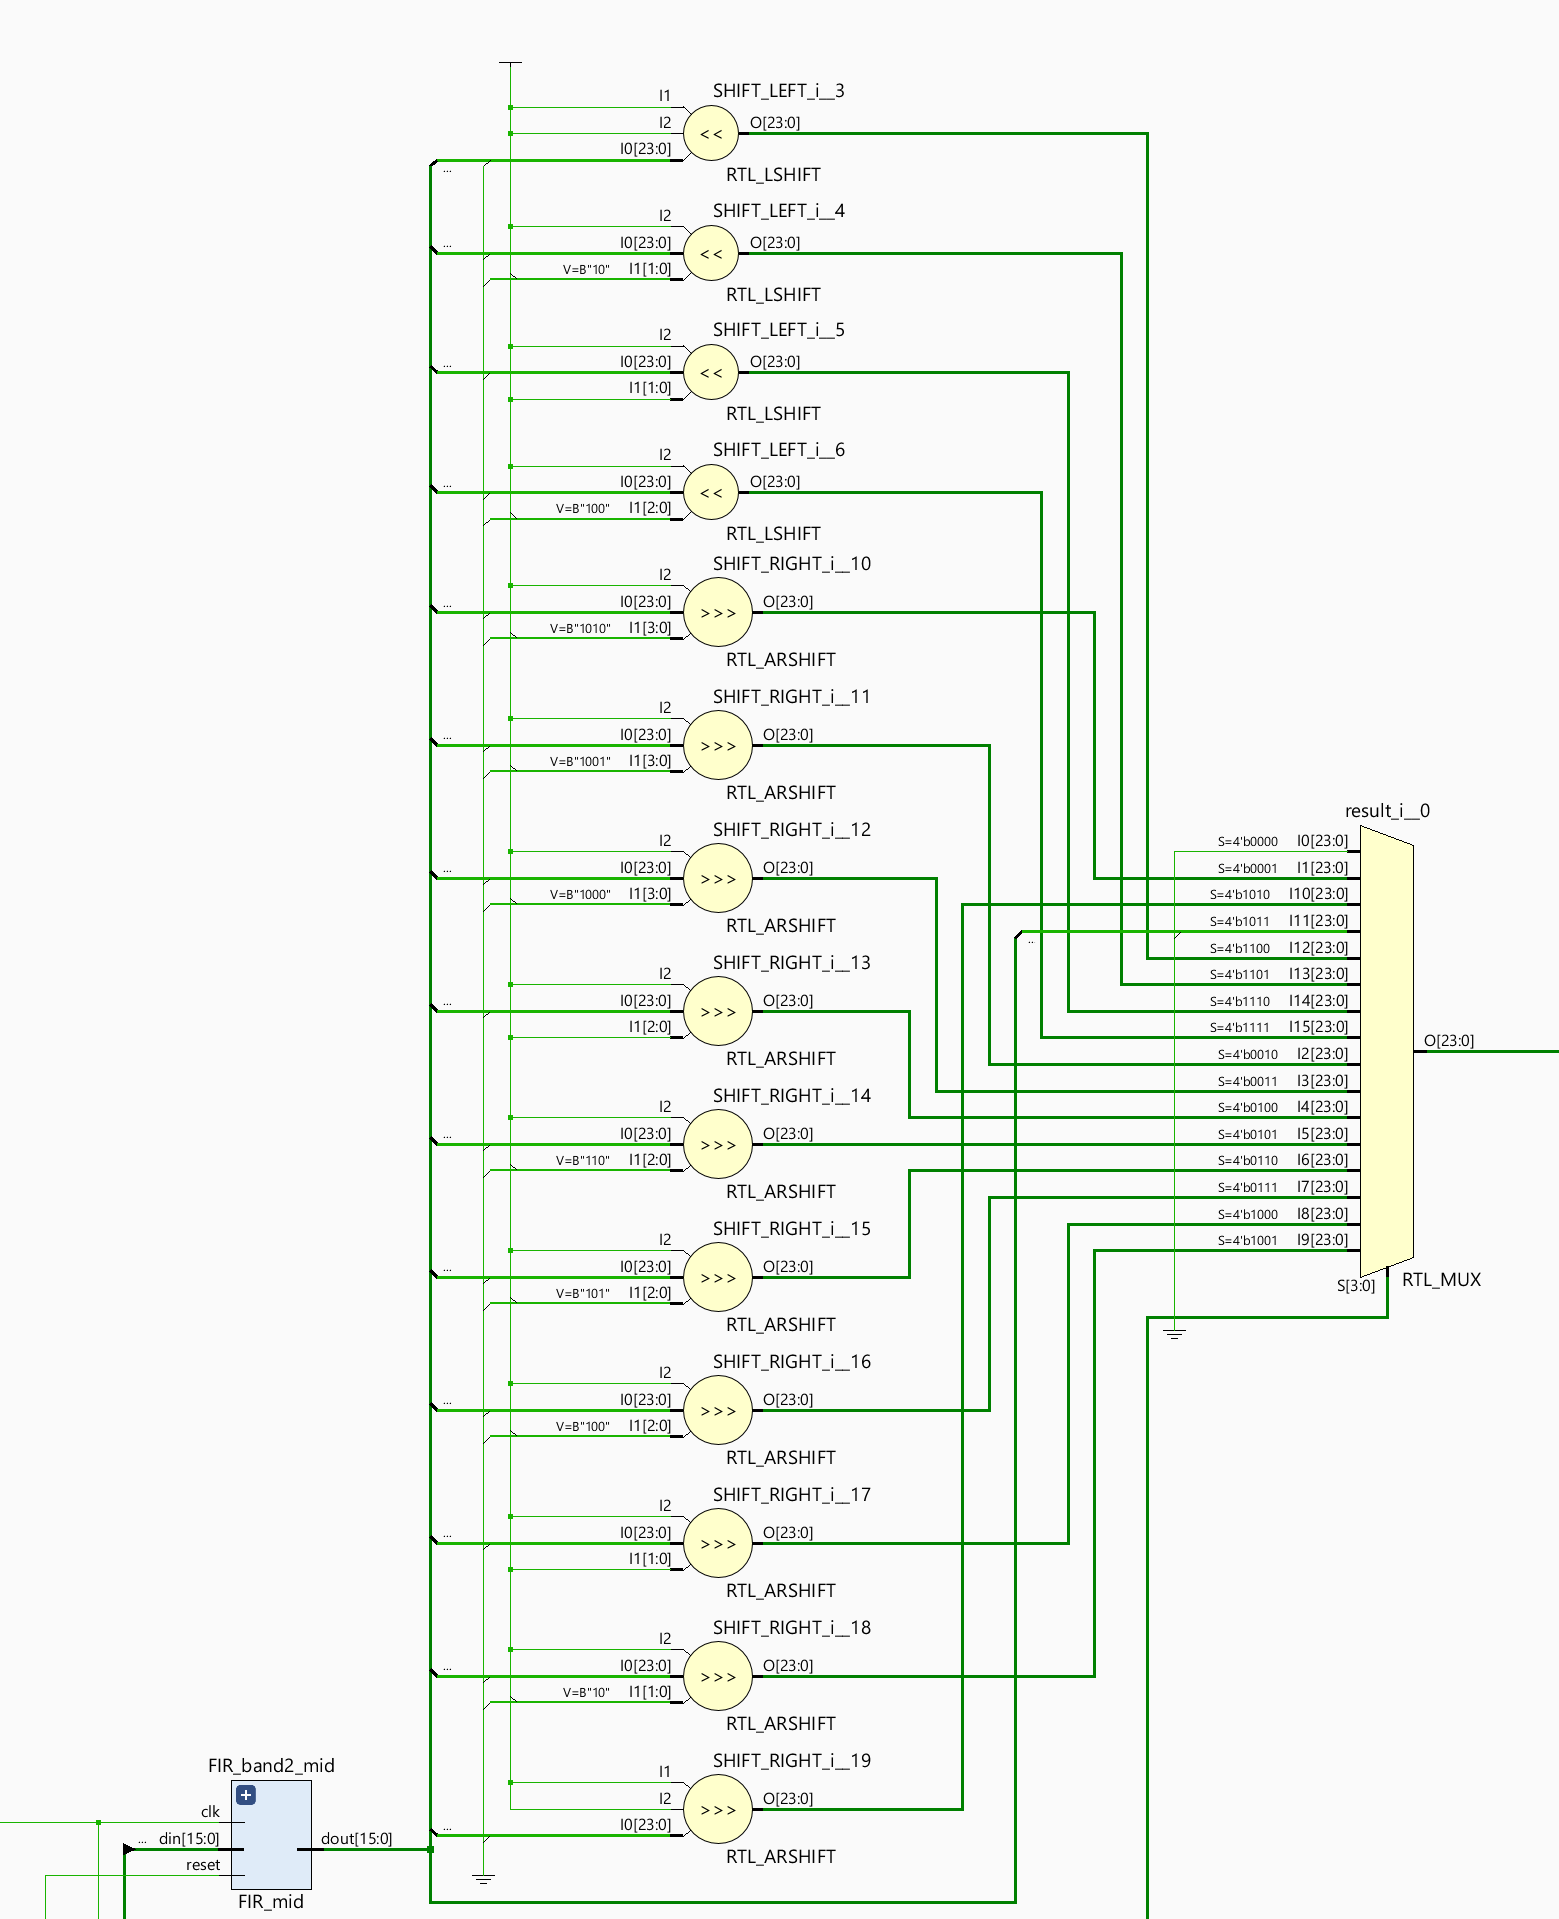 SHIFT_LEFT_i__3
I1
I2
I0[23:0]
...
<<
O[23:0]
RTL_LSHIFT
SHIFT_LEFT_i__4
I2
...
I0[23:0]
V=B"10" I1[1:0]
<<
O[23:0]
RTL_LSHIFT
SHIFT_LEFT_i__5
I2
...
I0[23:0]
I1[1:0]
<<
O[23:0]
RTL_LSHIFT
SHIFT_LEFT_i__6
I2
...
I0[23:0]
V=B"100" I1[2:0]
<<
O[23:0]
RTL_LSHIFT
SHIFT_RIGHT_i__10
I2
...
I0[23:0]
V=B"1010" I1[3:0]
>>>
O[23:0]
RTL_ARSHIFT
SHIFT_RIGHT_i__11
I2
...
I0[23:0]
V=B"1001" I1[3:0]
>>>
O[23:0]
RTL_ARSHIFT
SHIFT_RIGHT_i__12
I2
...
I0[23:0]
V=B"1000" I1[3:0]
>>>
O[23:0]
RTL_ARSHIFT
SHIFT_RIGHT_i__13
I2
...
I0[23:0]
I1[2:0]
>>>
O[23:0]
RTL_ARSHIFT
SHIFT_RIGHT_i__14
I2
...
I0[23:0]
V=B"110" I1[2:0]
>>>
O[23:0]
RTL_ARSHIFT
SHIFT_RIGHT_i__15
I2
...
I0[23:0]
V=B"101" I1[2:0]
>>>
O[23:0]
RTL_ARSHIFT
SHIFT_RIGHT_i__16
I2
...
I0[23:0]
V=B"100" I1[2:0]
>>>
O[23:0]
RTL_ARSHIFT
SHIFT_RIGHT_i__17
I2
...
I0[23:0]
I1[1:0]
>>>
O[23:0]
RTL_ARSHIFT
SHIFT_RIGHT_i__18
I2
...
I0[23:0]
V=B"10" I1[1:0]
>>>
O[23:0]
RTL_ARSHIFT
SHIFT_RIGHT_i__19
I1
I2
...
I0[23:0]
>>>
O[23:0]
RTL_ARSHIFT
FIR_band2_mid
+
clk
... din[15:0]
reset
dout[15:0]
FIR_mid
result_i__0
S=4'b0000 I0[23:0]
S=4'b0001 I1[23:0]
S=4'b1010 I10[23:0]
S=4'b1011 I11[23:0]
..
S=4'b1100 I12[23:0]
S=4'b1101 I13[23:0]
S=4'b1110 I14[23:0]
S=4'b1111 I15[23:0]
S=4'b0010 I2[23:0]
S=4'b0011 I3[23:0]
S=4'b0100 I4[23:0]
S=4'b0101 I5[23:0]
S=4'b0110 I6[23:0]
S=4'b0111 I7[23:0]
S=4'b1000 I8[23:0]
S=4'b1001 I9[23:0]
S[3:0]
O[23:0]
RTL_MUX